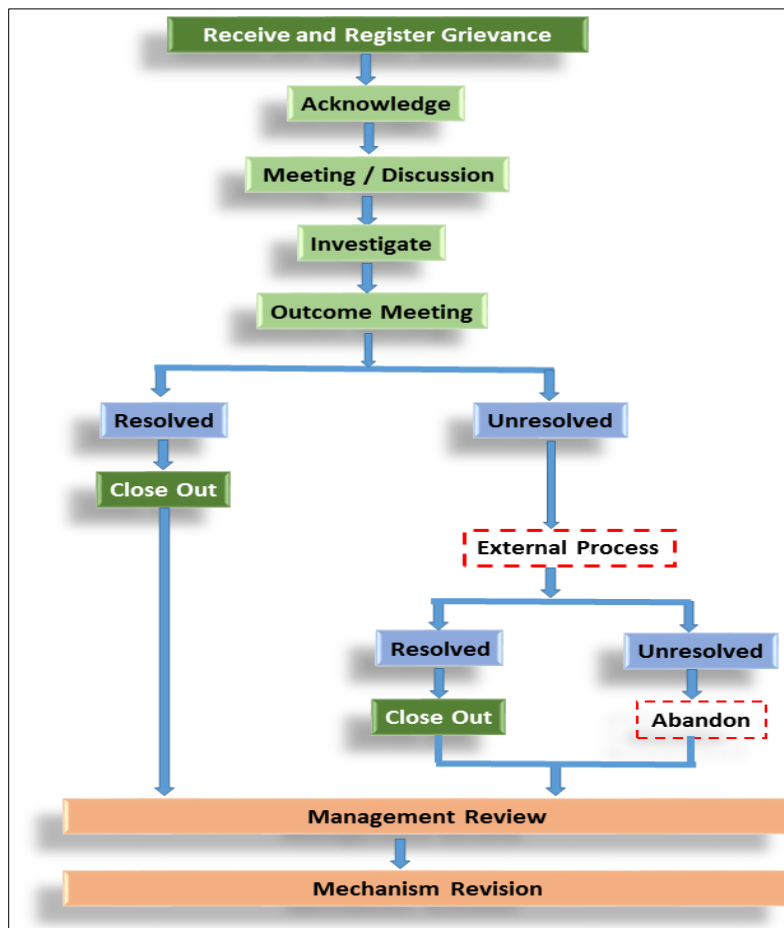 Receive and Register Grievance
Acknowledge
Meeting / Discussion
Investigate
Outcome Meeting
Resolved
Unresolved
Close Out
External Process
Resolved
Unresolved
Close Out
Abandon
Management Review
Mechanism Revision